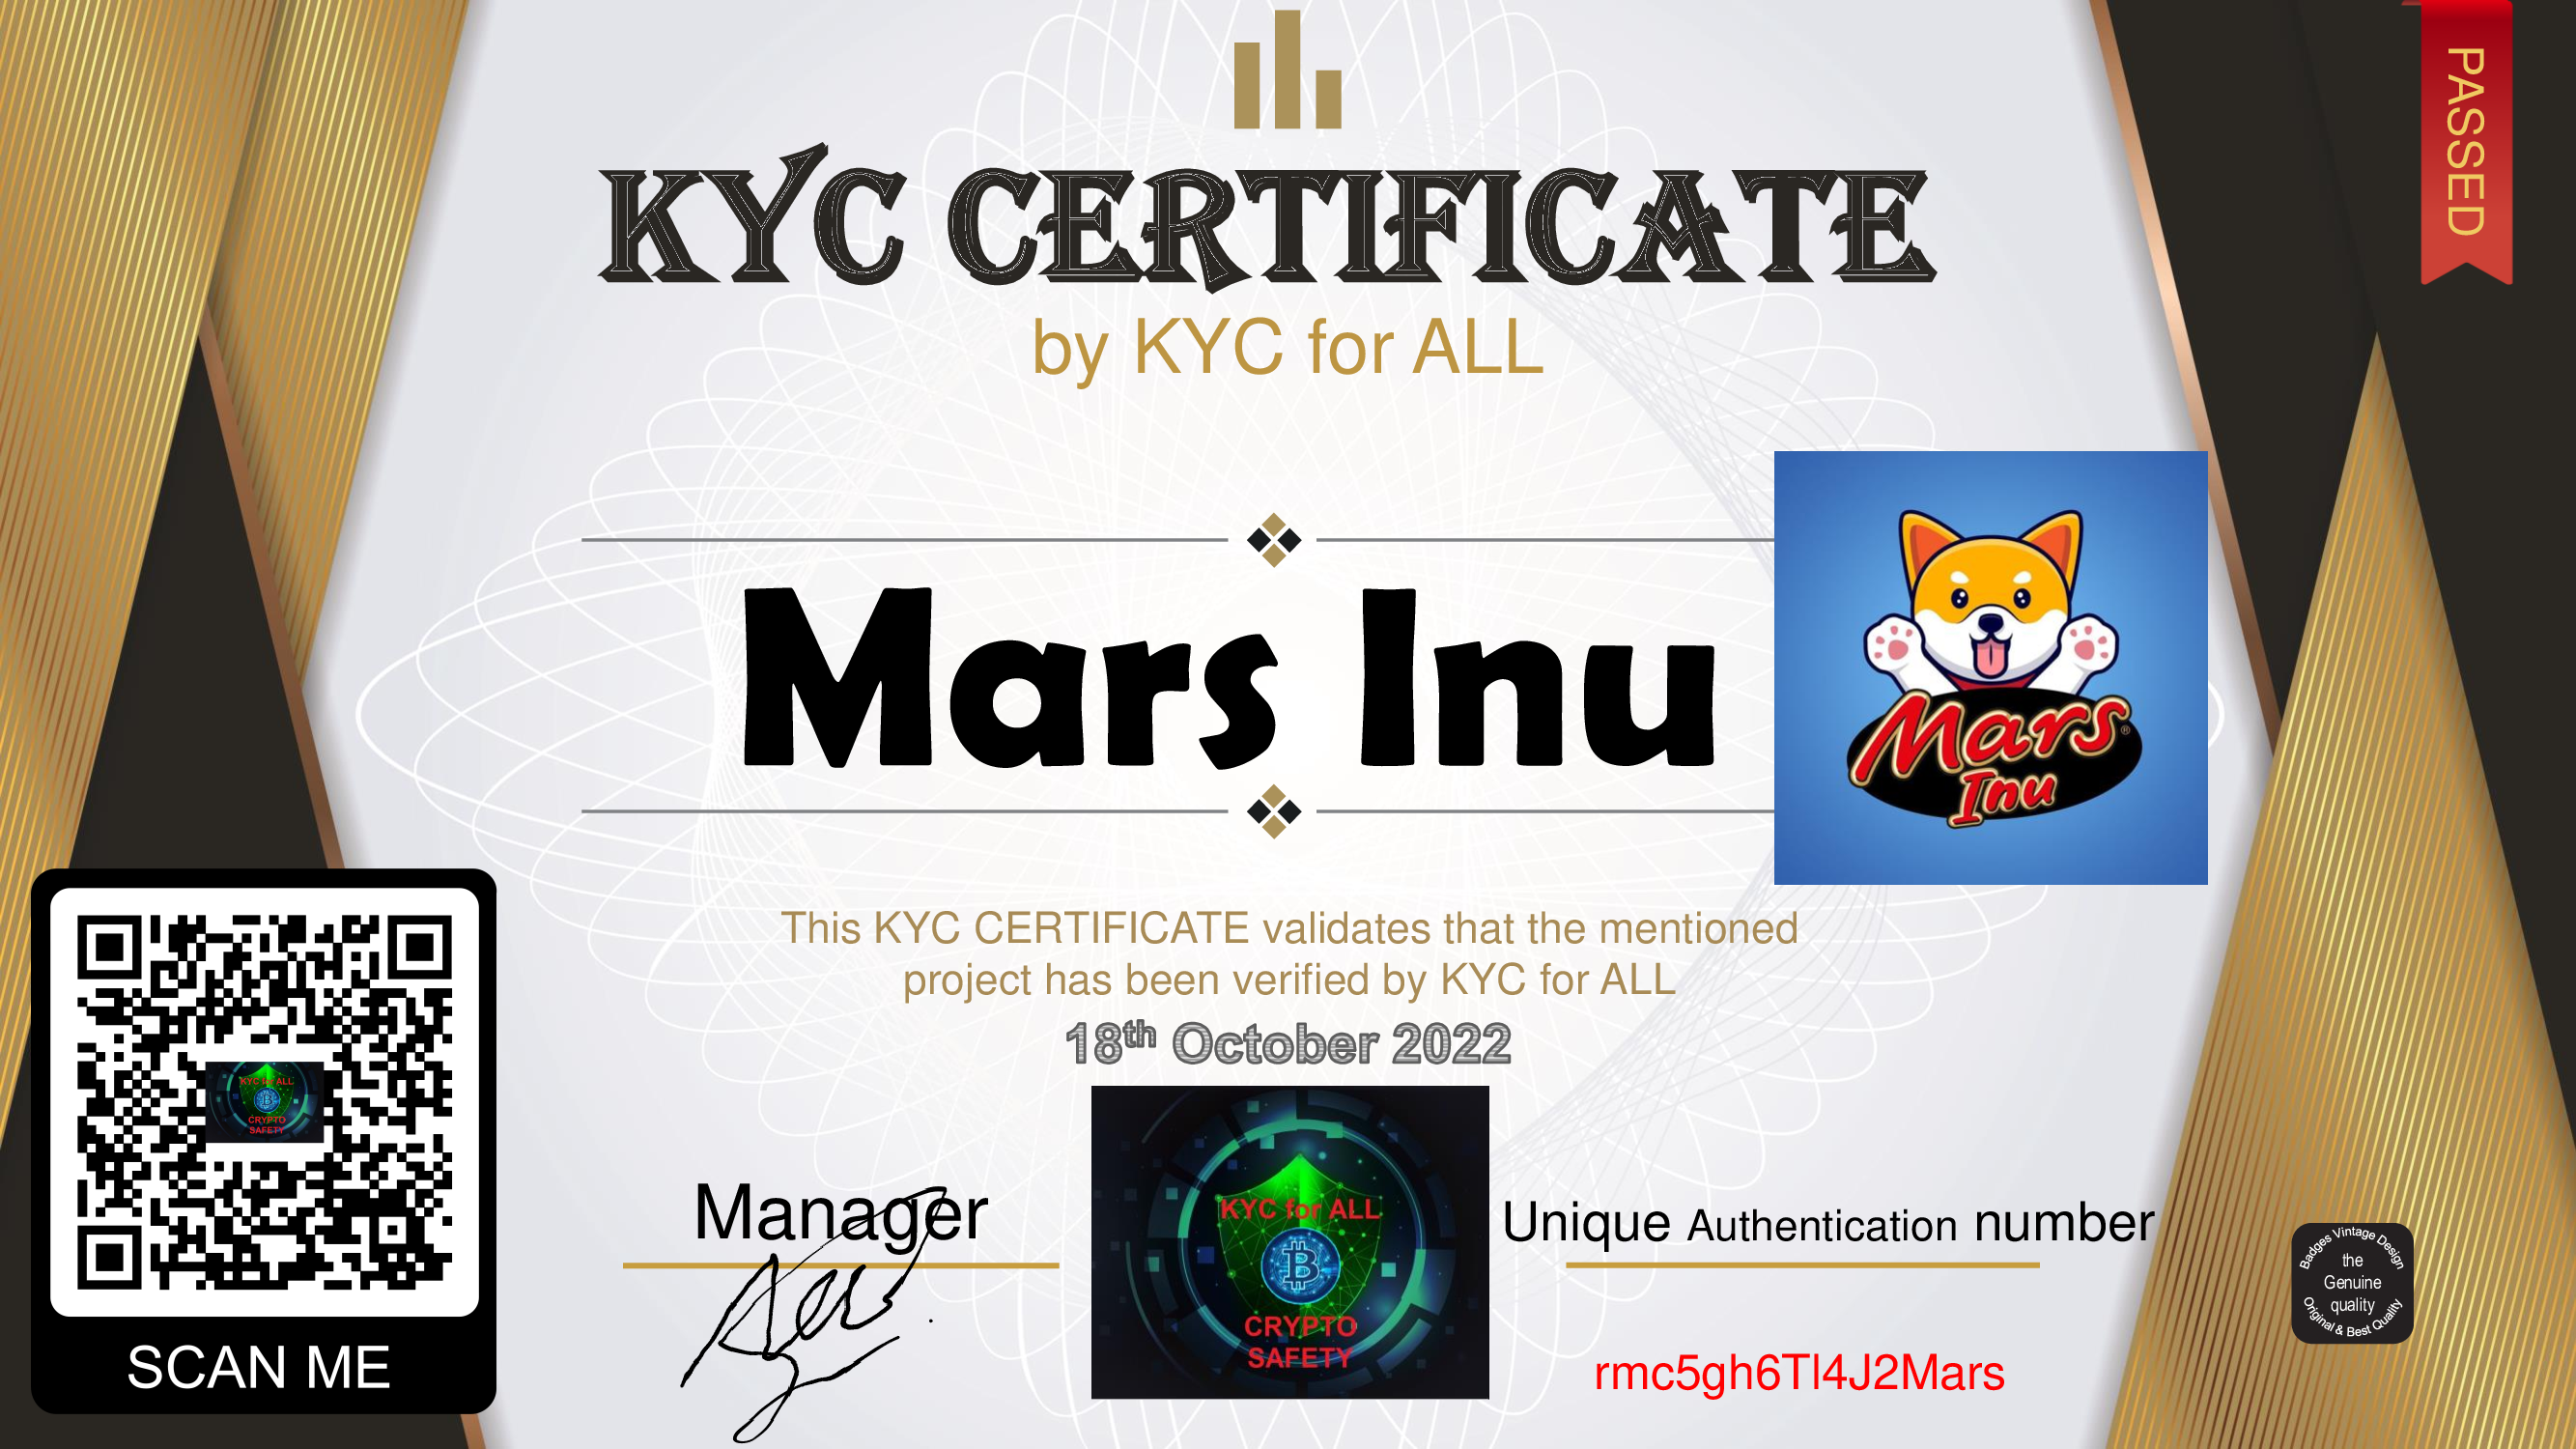 PASSED
KYC CERTIFICATE
by KYC for ALL
Mars Inu
Mars®
Inu
This KYC CERTIFICATE validates that the mentioned
project has been verified by KYC for ALL
18th October 2022
KYC for ALL
CRYPTO
SAFETY
SCAN ME
Manager
KYC for ALL
CRYPTO
SAFETY
Unique Authentication number
rmc5gh6Tl4J2Mars
Badges Vintage Design
the
Genuine
quality
Original & Best Quality